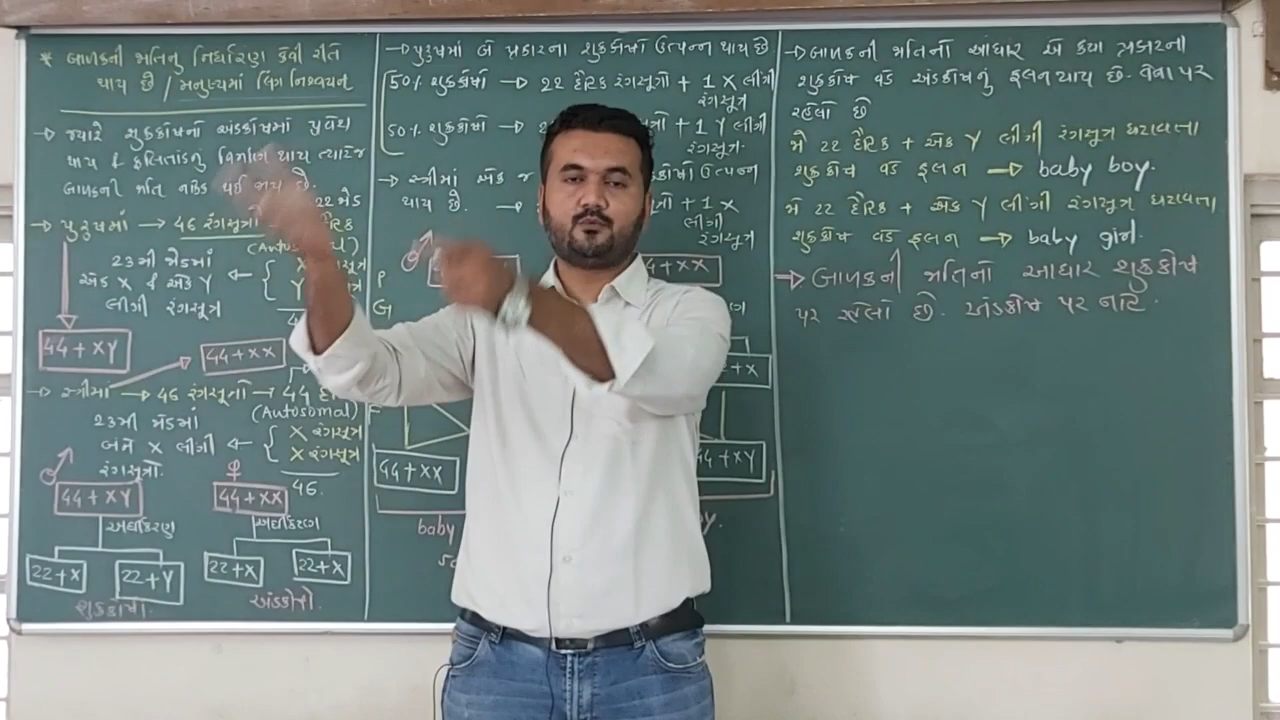 * બાળકની જાતિનું નિર્ધારણ કેવી રીતે
થાય છે / મનુષ્યમાં લિંગ નિશ્ચયન.
→ જ્યારે શુક્રકોષનો અંડકોષમાં પ્રવેશ
થાય & ફલિતાંડનું નિર્માણ થાય ત્યારેજ
બાળકની જાતિ નક્કિ થઈ જાય છે.
→ પુરુષમાં → 46 રંગસૂત્રો
23મી જોડમાં
એક X & એક Y
લીંગી રંગસૂત્ર
44 + XY
44 + XX
→ સ્ત્રીમાં → 46 રંગસૂત્રો → 44
(Autosomal)
23મી જોડમાં
બંને X લીંગી ← { X રંગસૂત્ર
X રંગસૂત્ર
રંગસૂત્રો.
46.
♂ ♀
44 + XY 44 + XX
અર્ધીકરણ અર્ધીકરણ
22+X 22+Y 22+X 22+X
શુક્રકોષો. અંડકોષો.
→ પુરુષમાં બે પ્રકારના શુક્રકોષો ઉત્પન્ન થાય છે
50% શુક્રકોષો → 22 દૈહિક રંગસૂત્રો + 1 X લીંગી
રંગસૂત્ર
50% શુક્રકોષો → + 1 Y લીંગી
રંગસૂત્ર.
→ સ્ત્રીમાં એક જ ઉત્પન્ન
થાય છે. → + 1 X
લીંગી
રંગસૂત્ર
♂
P
G
44+XX 44+XY
baby
→ બાળકની જાતિનો આધાર એ કયા પ્રકારના
શુક્રકોષ વડે અંડકોષનું ફલન થાય છે. તેના પર
રહેલો છે
જો 22 દૈહિક + એક Y લીંગી રંગસૂત્ર ધરાવતા
શુક્રકોષ વડે ફલન → baby boy.
જો 22 દૈહિક + એક Y લીંગી રંગસૂત્ર ધરાવતા
શુક્રકોષ વડે ફલન → baby girl.
⇒ બાળકની જાતિનો આધાર શુક્રકોષ
પર રહેલો છે. અંડકોષ પર નહિ.